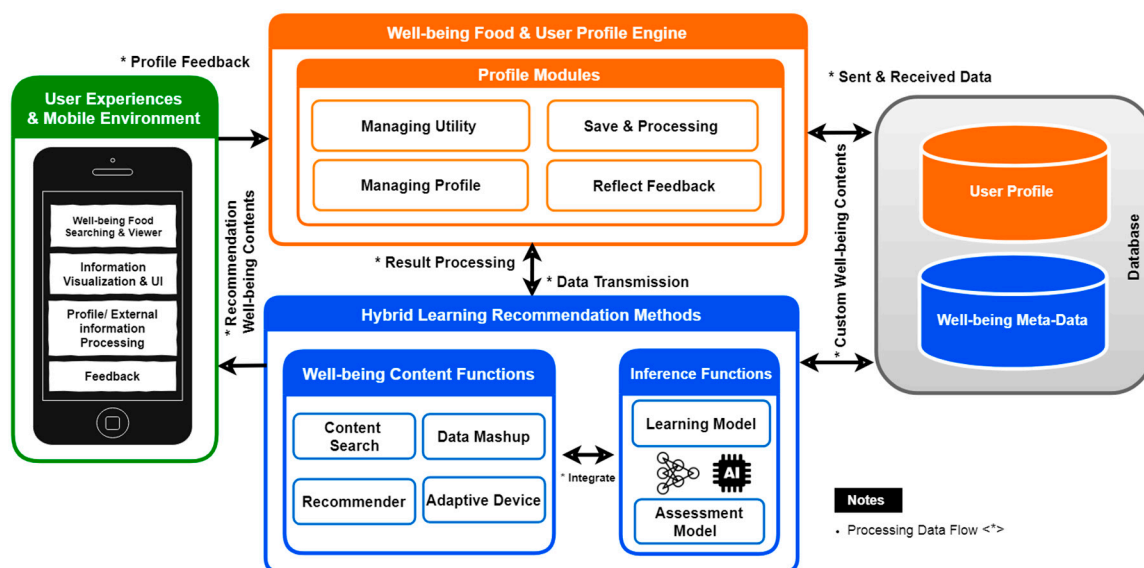 Well-being Food & User Profile Engine
* Profile Feedback
Profile Modules
* Sent & Received Data
User Experiences
& Mobile Environment
Managing Utility
Save & Processing
Managing Profile
Reflect Feedback
User Profile
Well-being Meta-Data
Database
Well-being Food
Searching & Viewer
Information
Visualization & UI
Profile/ External
information
Processing
Feedback
* Recommendation
Well-being Contents
* Result Processing
* Data Transmission
* Custom Well-being Contents
Hybrid Learning Recommendation Methods
Well-being Content Functions
Content
Search
Data Mashup
Recommender
Adaptive Device
* Integrate
Inference Functions
Learning Model
AI
Assessment
Model
Notes
• Processing Data Flow <*>